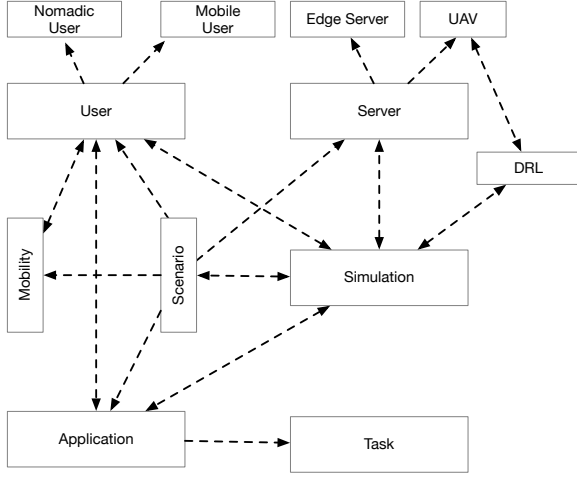 Nomadic
User
Mobile
User
Edge Server
UAV
User
Server
DRL
Mobility
Scenario
Simulation
Application
Task